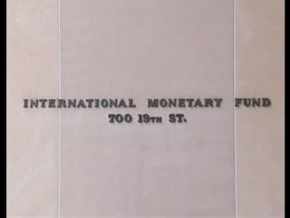 INTERNATIONAL MONETARY FUND
700 19TH ST.